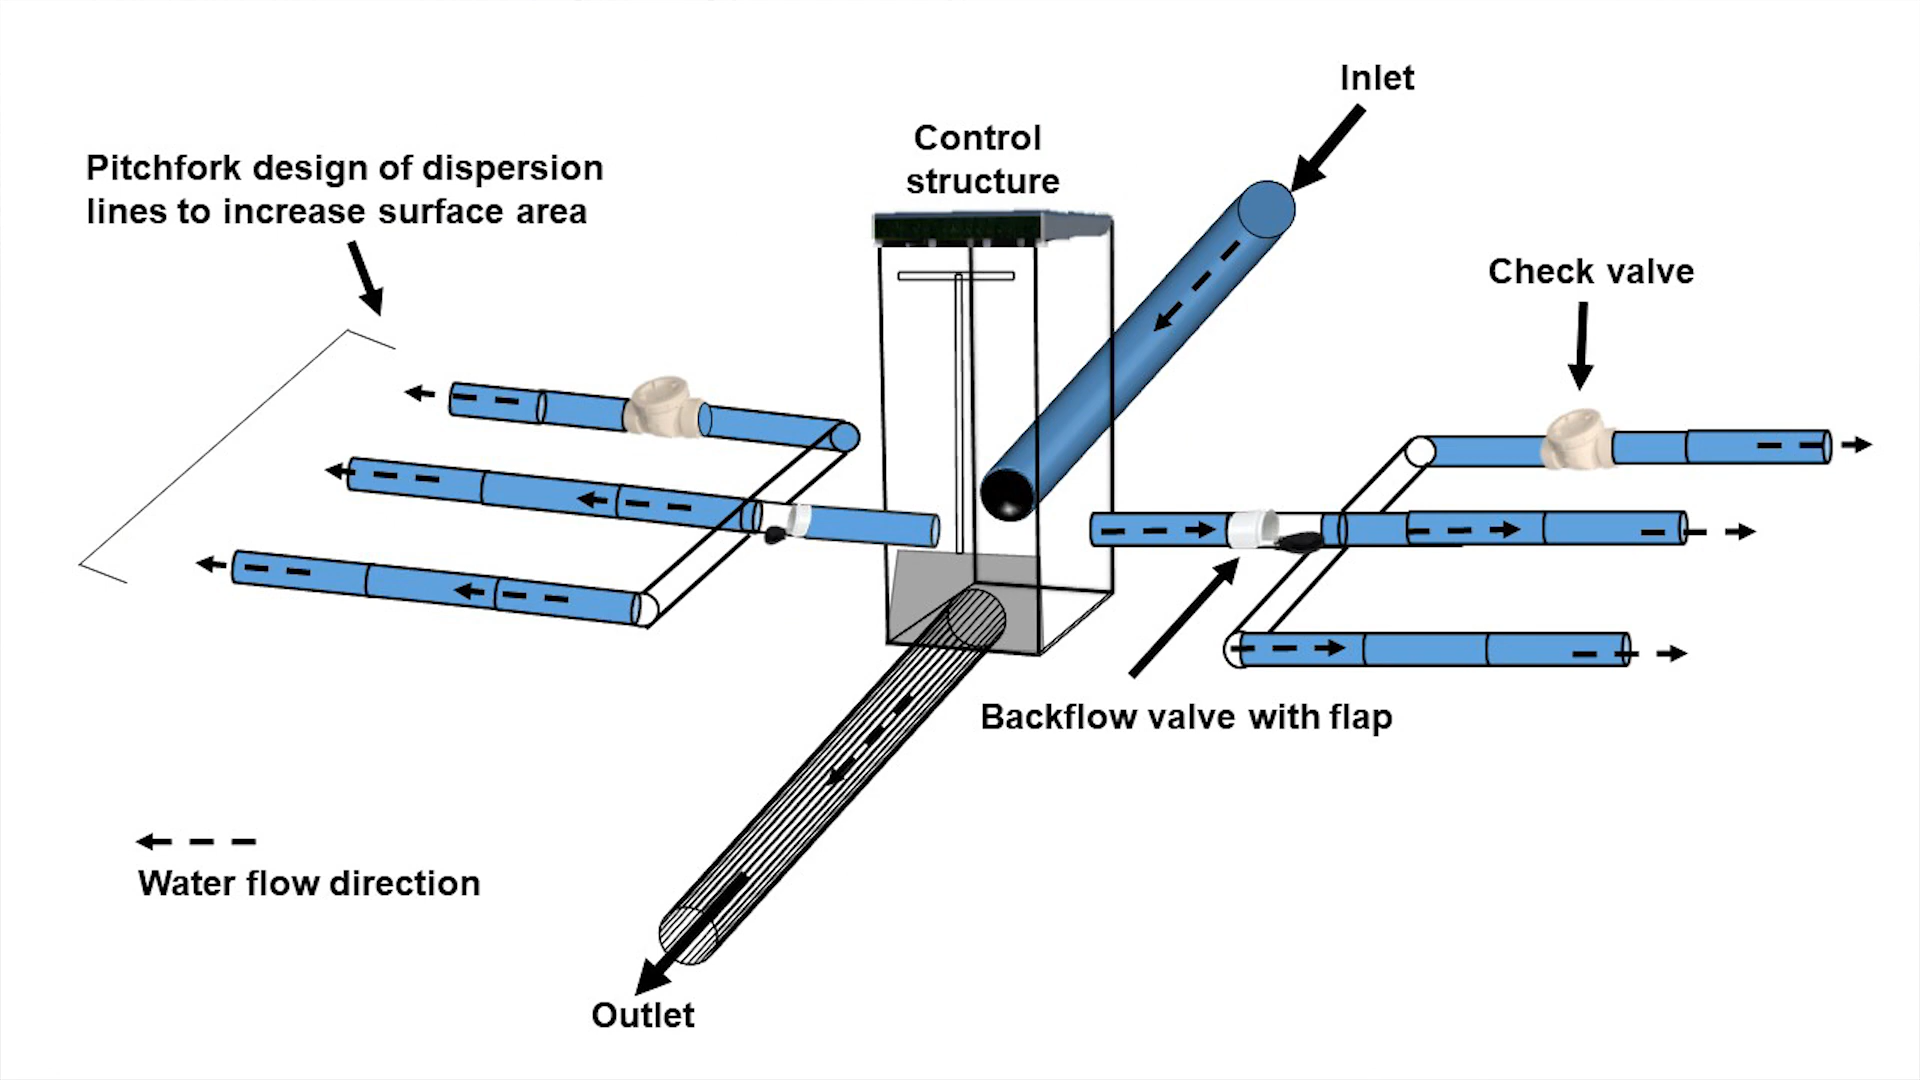 Inlet
Control
structure
Pitchfork design of dispersion
lines to increase surface area
Check valve
Backflow valve with flap
Water flow direction
Outlet